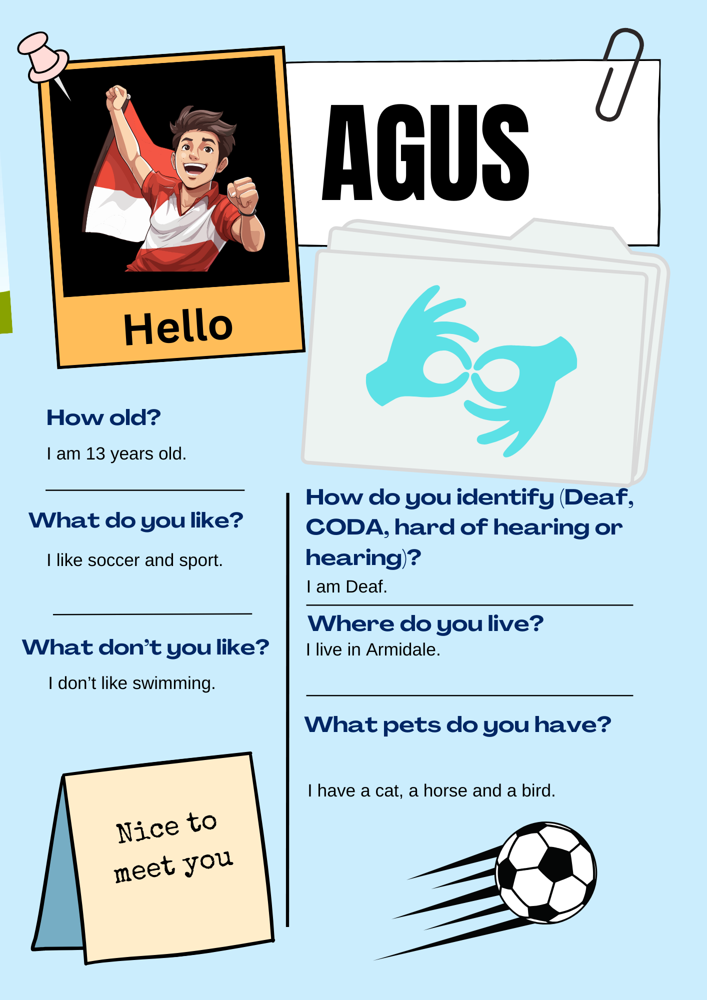 AGUS
Hello
How old?
I am 13 years old.
What do you like?
I like soccer and sport.
What don’t you like?
I don’t like swimming.
Nice to
meet you
How do you identify (Deaf,
CODA, hard of hearing or
hearing)?
I am Deaf.
Where do you live?
I live in Armidale.
What pets do you have?
I have a cat, a horse and a bird.